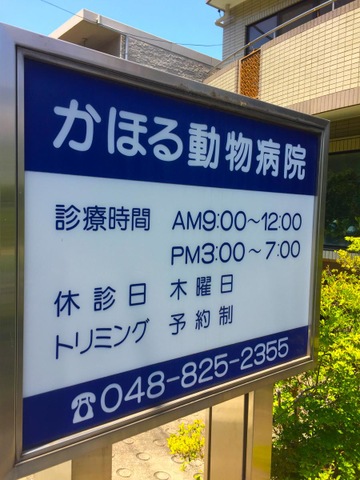 かほる動物病院
診療時間 AM9:00～12:00
PM3:00～7:00
休診日 木曜日
トリミング 予約制
☎048-825-2355